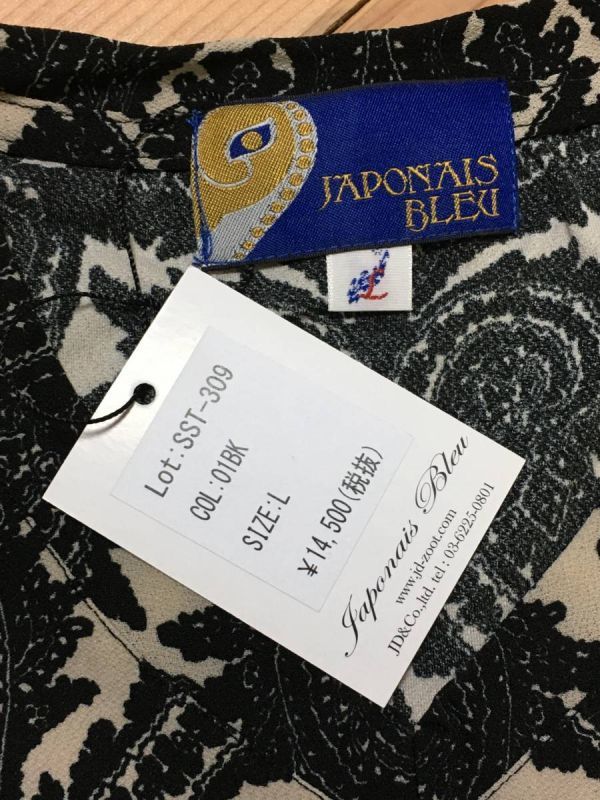 JAPONAIS
BLEU
L
Lot:SST-309
COL:01BK
SIZE:L
¥14,500(税抜)
Japonais Bleu
www.jd-zoot.com
JD&Co.,ltd. tel : 03-6225-0801